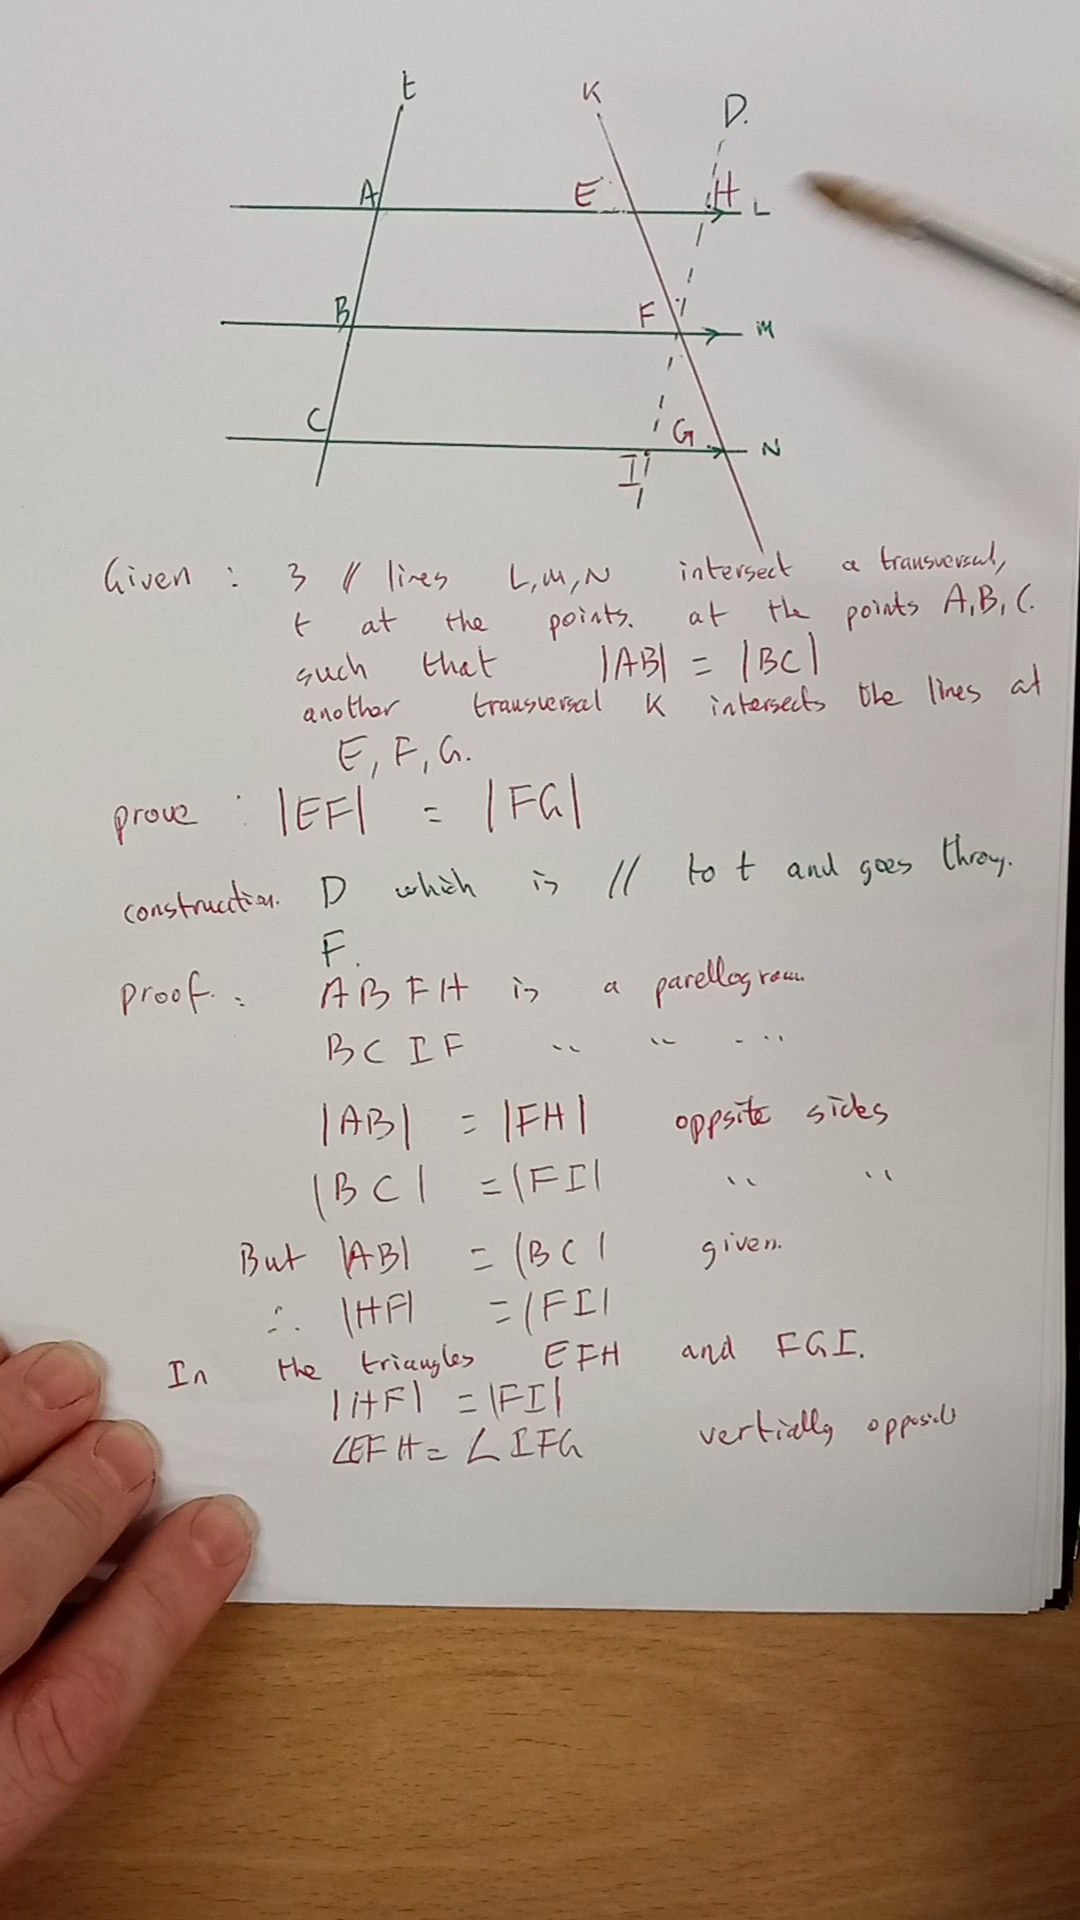 t K D.
A E H L
B F M
C G N
I
Given : 3 // lines L,M,N intersect a transversal,
t at the points. at the points A,B,C.
such that |AB| = |BC|
another transversal K intersects the lines at
E, F, G.
prove : |EF| = |FG|
construction. D which is // to t and goes throu.
F.
proof. : ABFH is a parellogram
BCIF " " "
|AB| = |FH| oppsite sides
|BC| = |FI| " "
But |AB| = |BC| given.
∴ |HF| = |FI|
In the triangles EFH and FGI.
|HF| = |FI|
∠EFH = ∠IFG vertially opposit